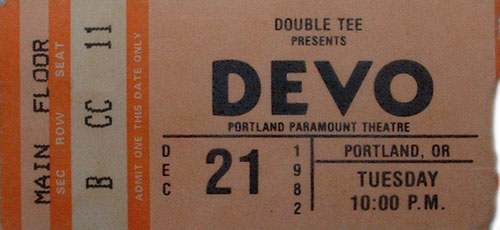 MAIN FLOOR
SEC ROW SEAT
B CC 11
ADMIT ONE THIS DATE ONLY
DOUBLE TEE
PRESENTS
DEVO
PORTLAND PARAMOUNT THEATRE
DEC 21 1982
PORTLAND, OR
TUESDAY
10:00 P.M.